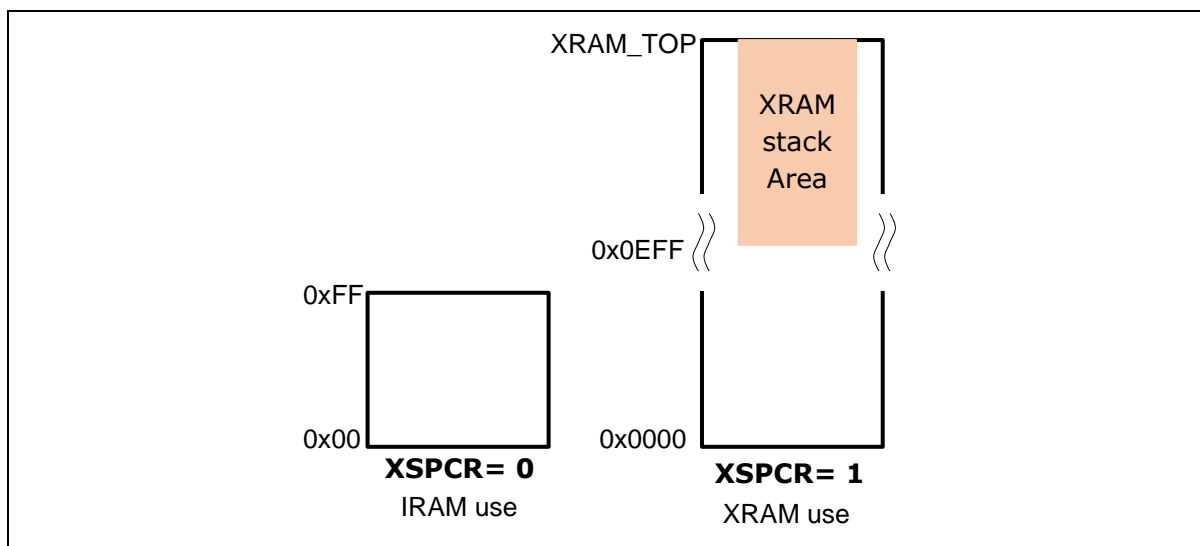 XRAM_TOP
XRAM
stack
Area
0x0EFF
0xFF
0x00
0x0000
XSPCR= 0
XSPCR= 1
IRAM use
XRAM use